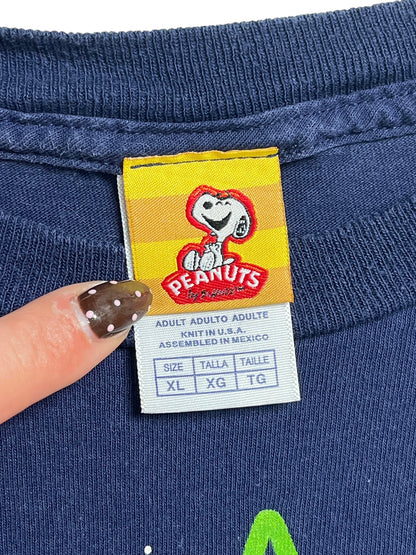 PEANUTS
ADULT ADULTO ADULTE
KNIT IN U.S.A.
ASSEMBLED IN MEXICO
SIZE TALLA TAILLE
XL XG TG